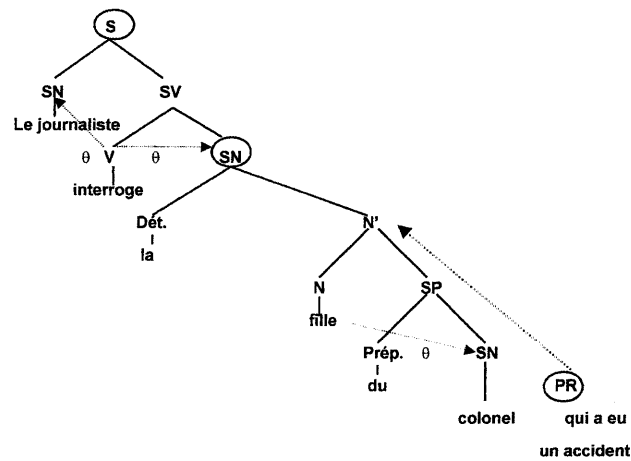 S
SN SV
Le journaliste
θ V θ SN
interroge
Dét. N'
la
N SP
fille
Prép. θ SN
du PR
colonel qui a eu
un accident